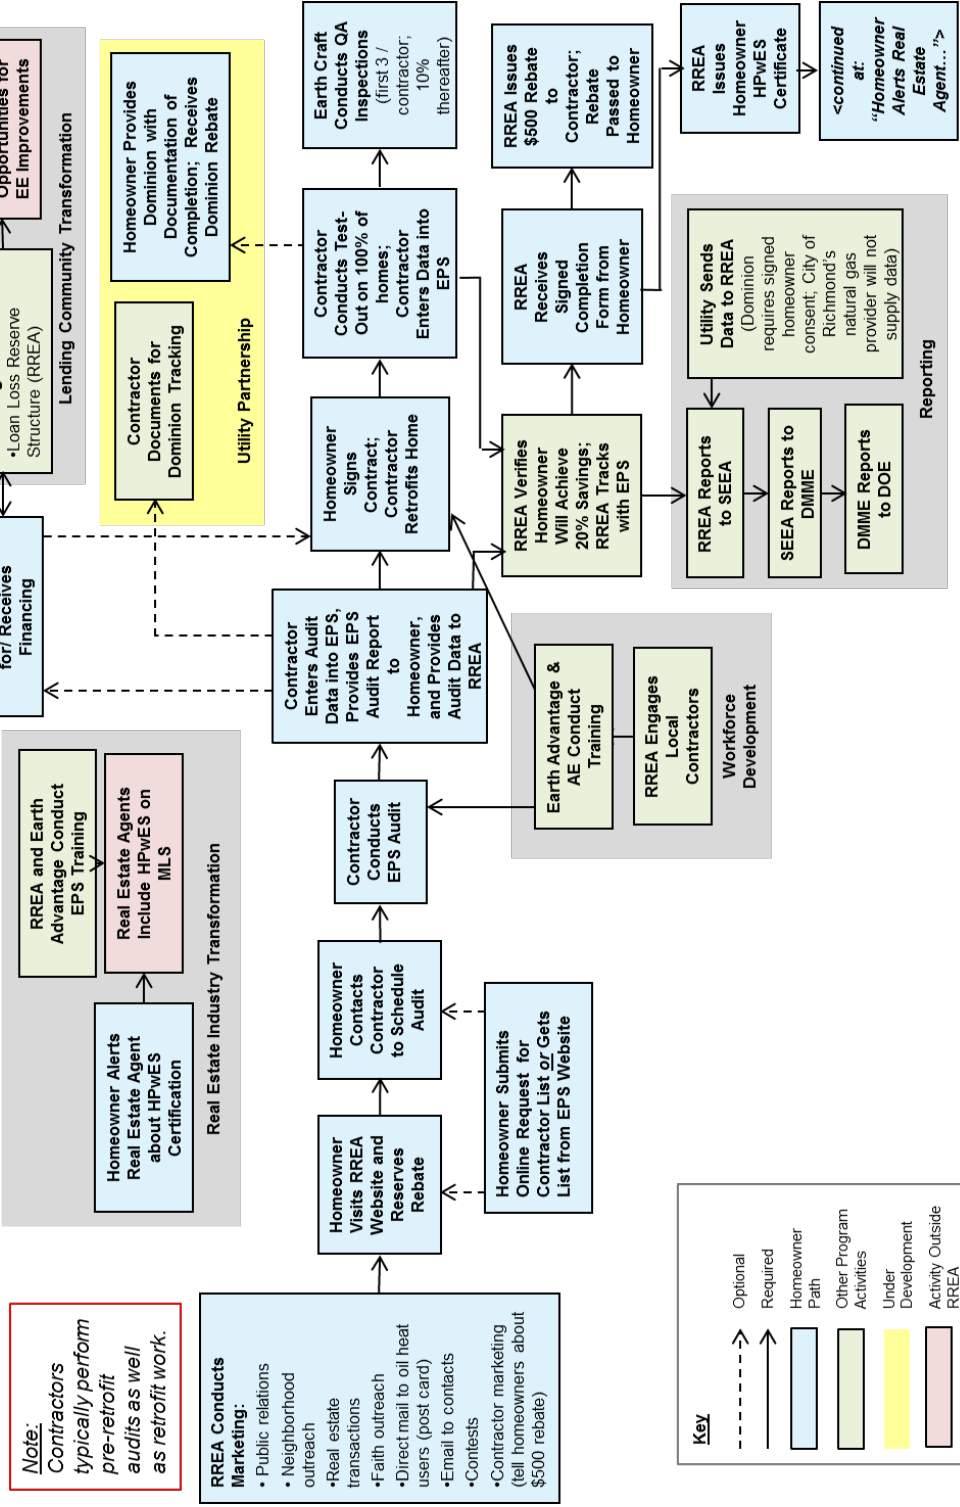 Note:
Contractors
typically perform
pre-retrofit
audits as well
as retrofit work.
RREA Conducts
Marketing:
• Public relations
• Neighborhood
outreach
•Real estate
transactions
•Faith outreach
•Direct mail to oil heat
users (post card)
•Email to contacts
•Contests
•Contractor marketing
(tell homeowners about
$500 rebate)
Homeowner
Visits RREA
Website and
Reserves
Rebate
Homeowner Submits
Online Request for
Contractor List or Gets
List from EPS Website
Homeowner
Contacts
Contractor
to Schedule
Audit
Contractor
Conducts
EPS Audit
Homeowner Alerts
Real Estate Agent
about HPwES
Certification
RREA and Earth
Advantage Conduct
EPS Training
Real Estate Agents
Include HPwES on
MLS
Real Estate Industry Transformation
for/ Receives
Financing
Contractor
Enters Audit
Data into EPS,
Provides EPS
Audit Report
to
Homeowner,
and Provides
Audit Data to
RREA
Earth Advantage &
AE Conduct
Training
RREA Engages
Local
Contractors
Workforce
Development
•Loan Loss Reserve
Structure (RREA)
Opportunities for
EE Improvements
Lending Community Transformation
Contractor
Documents for
Dominion Tracking
Homeowner Provides
Dominion with
Documentation of
Completion; Receives
Dominion Rebate
Utility Partnership
Homeowner
Signs
Contract;
Contractor
Retrofits Home
Contractor
Conducts Test-
Out on 100% of
homes;
Contractor
Enters Data into
EPS
Earth Craft
Conducts QA
Inspections
(first 3 /
contractor;
10%
thereafter)
RREA Verifies
Homeowner
Will Achieve
20% Savings;
RREA Tracks
with EPS
RREA
Receives
Signed
Completion
Form from
Homeowner
RREA Issues
$500 Rebate
to
Contractor;
Rebate
Passed to
Homeowner
RREA
Issues
Homeowner
HPwES
Certificate
<continued
at:
“Homeowner
Alerts Real
Estate
Agent…”>
RREA Reports
to SEEA
SEEA Reports to
DMME
DMME Reports
to DOE
Utility Sends
Data to RREA
(Dominion
requires signed
homeowner
consent; City of
Richmond's
natural gas
provider will not
supply data)
Reporting
Key
Optional
Required
Homeowner
Path
Other Program
Activities
Under
Development
Activity Outside
RREA